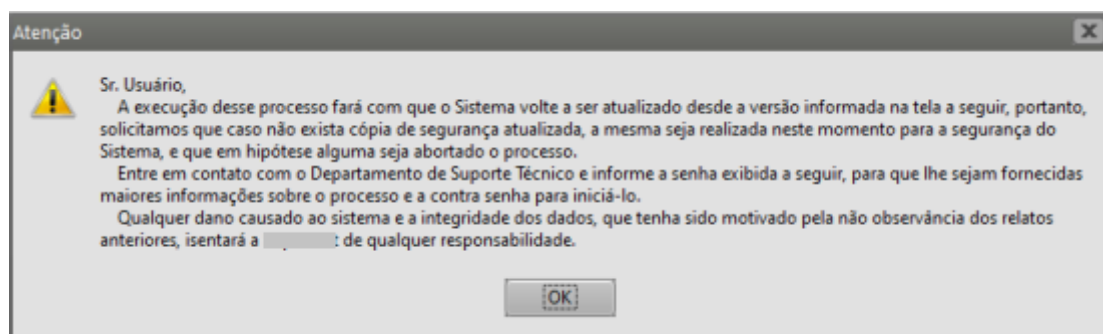 Atenção
Sr. Usuário,
A execução desse processo fará com que o Sistema volte a ser atualizado desde a versão informada na tela a seguir, portanto,
solicitamos que caso não exista cópia de segurança atualizada, a mesma seja realizada neste momento para a segurança do
Sistema, e que em hipótese alguma seja abortado o processo.
Entre em contato com o Departamento de Suporte Técnico e informe a senha exibida a seguir, para que lhe sejam fornecidas
maiores informações sobre o processo e a contra senha para iniciá-lo.
Qualquer dano causado ao sistema e a integridade dos dados, que tenha sido motivado pela não observância dos relatos
anteriores, isentará a de qualquer responsabilidade.
OK